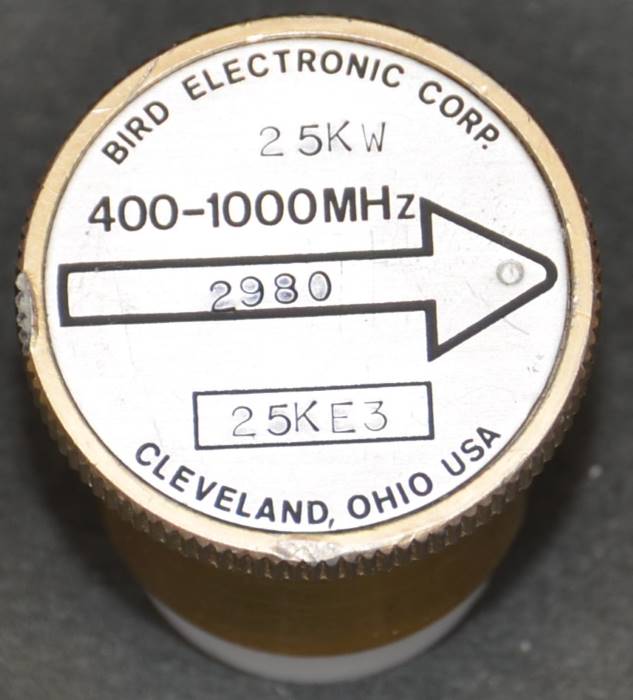 BIRD ELECTRONIC CORP.
25KW
400-1000MHz
2980
25KE3
CLEVELAND, OHIO USA